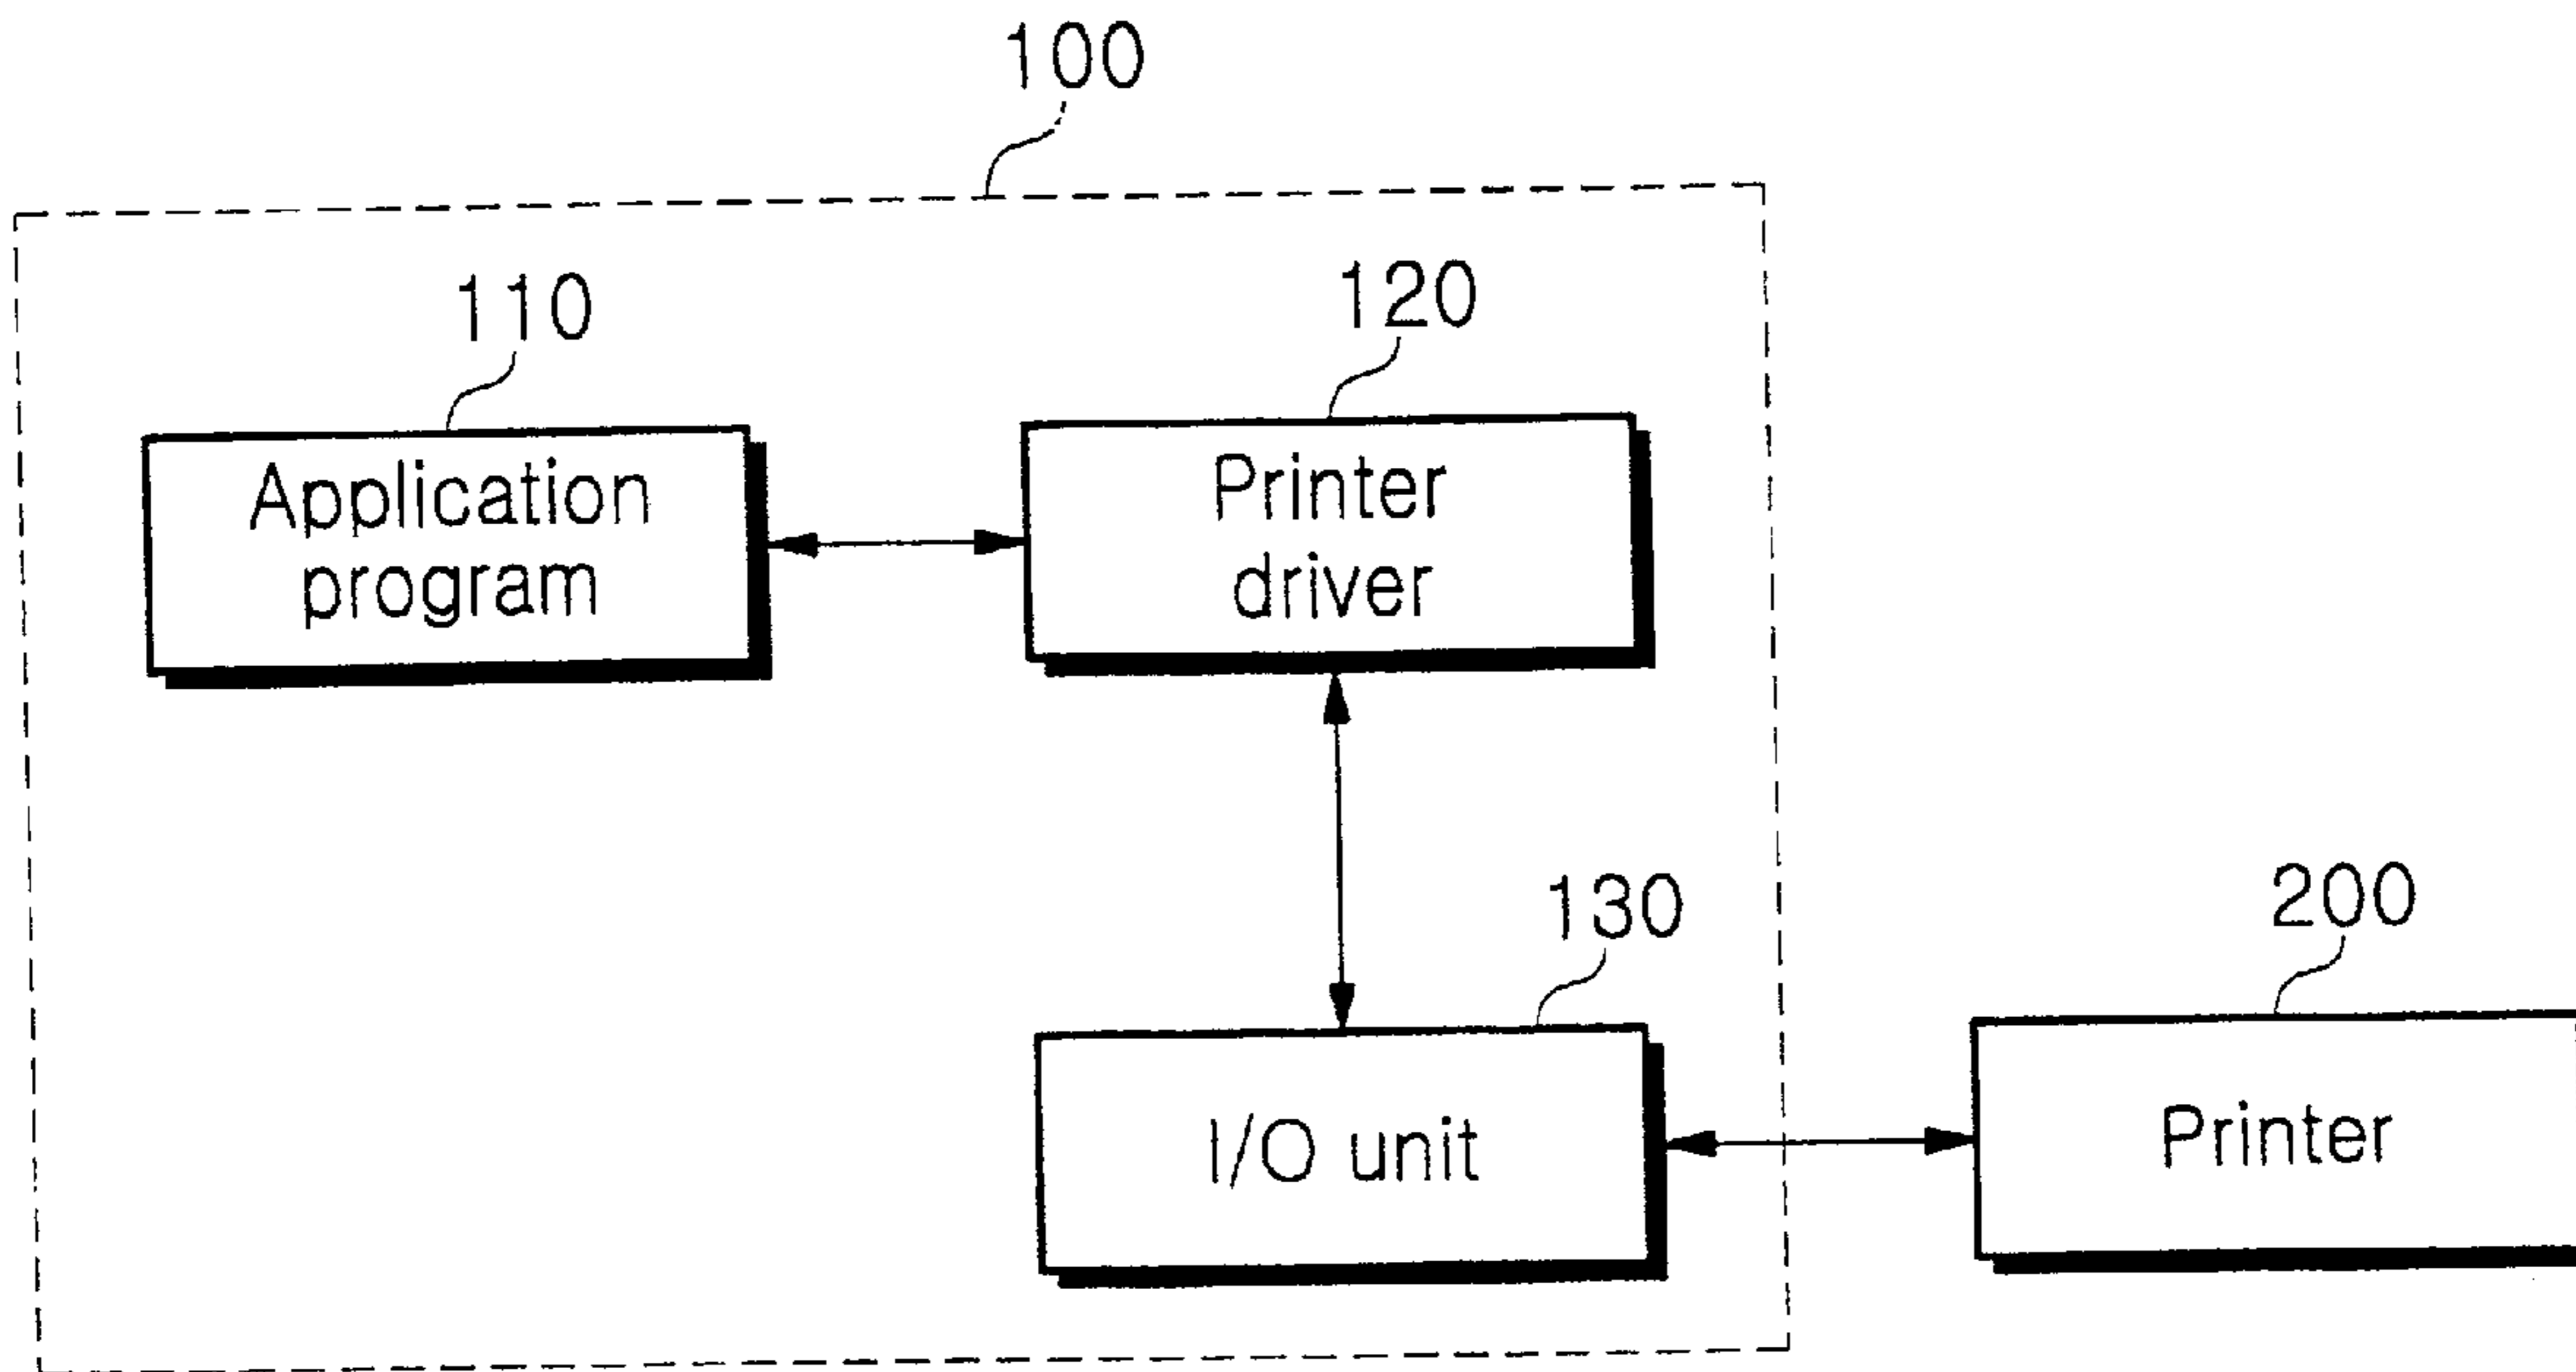 100
110
120
Application
program
Printer
driver
130
200
I/O unit
Printer